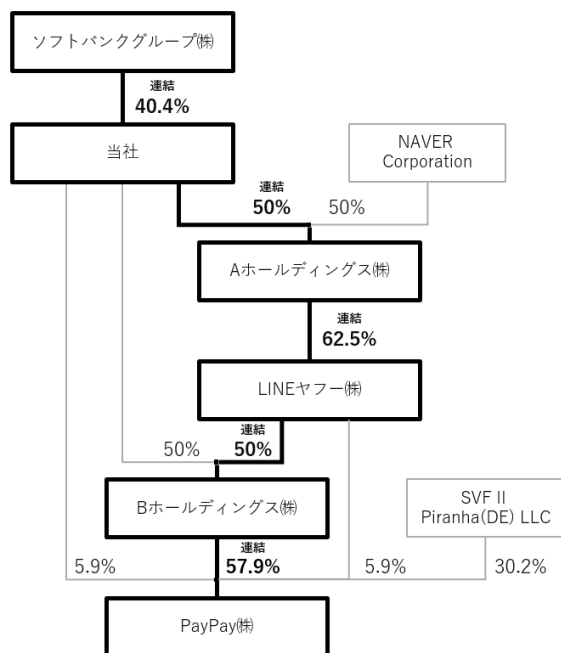 ソフトバンクグループ㈱
連結
40.4%
当社
NAVER
Corporation
連結
50%
50%
Aホールディングス㈱
連結
62.5%
LINEヤフー㈱
50%
連結
50%
Bホールディングス㈱
SVF II
Piranha(DE) LLC
5.9%
連結
57.9%
5.9%
30.2%
PayPay㈱